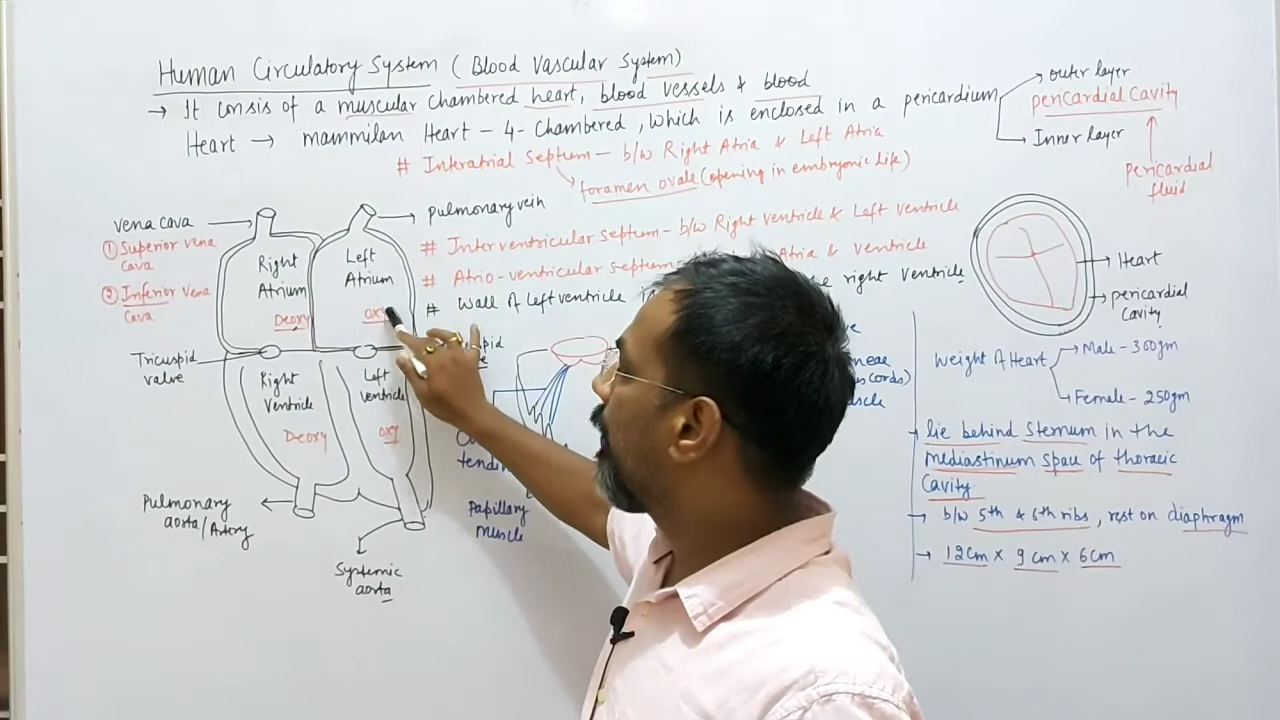 Human Circulatory System (Blood Vascular System)
→ It consis of a muscular chambered heart, blood vessels & blood
Heart → mammilan Heart - 4- Chambered, which is enclosed in a pericardium
outer layer
pericardial Cavity
Inner layer
pericardial
fluid
# Interatrial Septum - b/w Right Atria & Left Atria
foramen ovale (opening in embryonic life)
# Inter ventricular septum - b/w Right ventricle & Left ventricle
# Atrio-ventricular septum - Atria & ventricle
# Wall of Left ventricle the right ventricle
vena cava
① Superior vena
cava
② Inferior vena
cava
pulmonary vein
Right
Atrium
Deoxy
Left
Atrium
oxy
Tricuspid
valve
Right
Ventricle
Deoxy
Left
ventricle
oxy
Pulmonary
aorta/Artery
Systemic
aorta
Papillary
Muscle
Heart
pericardial
Cavity
Weight of Heart
Male - 300gm
Female - 250gm
→ lie behind Sternum in the
Mediastinum space of thoracic
Cavity
→ b/w 5th & 6th ribs, rest on diaphragm
→ 12cm x 9cm x 6cm